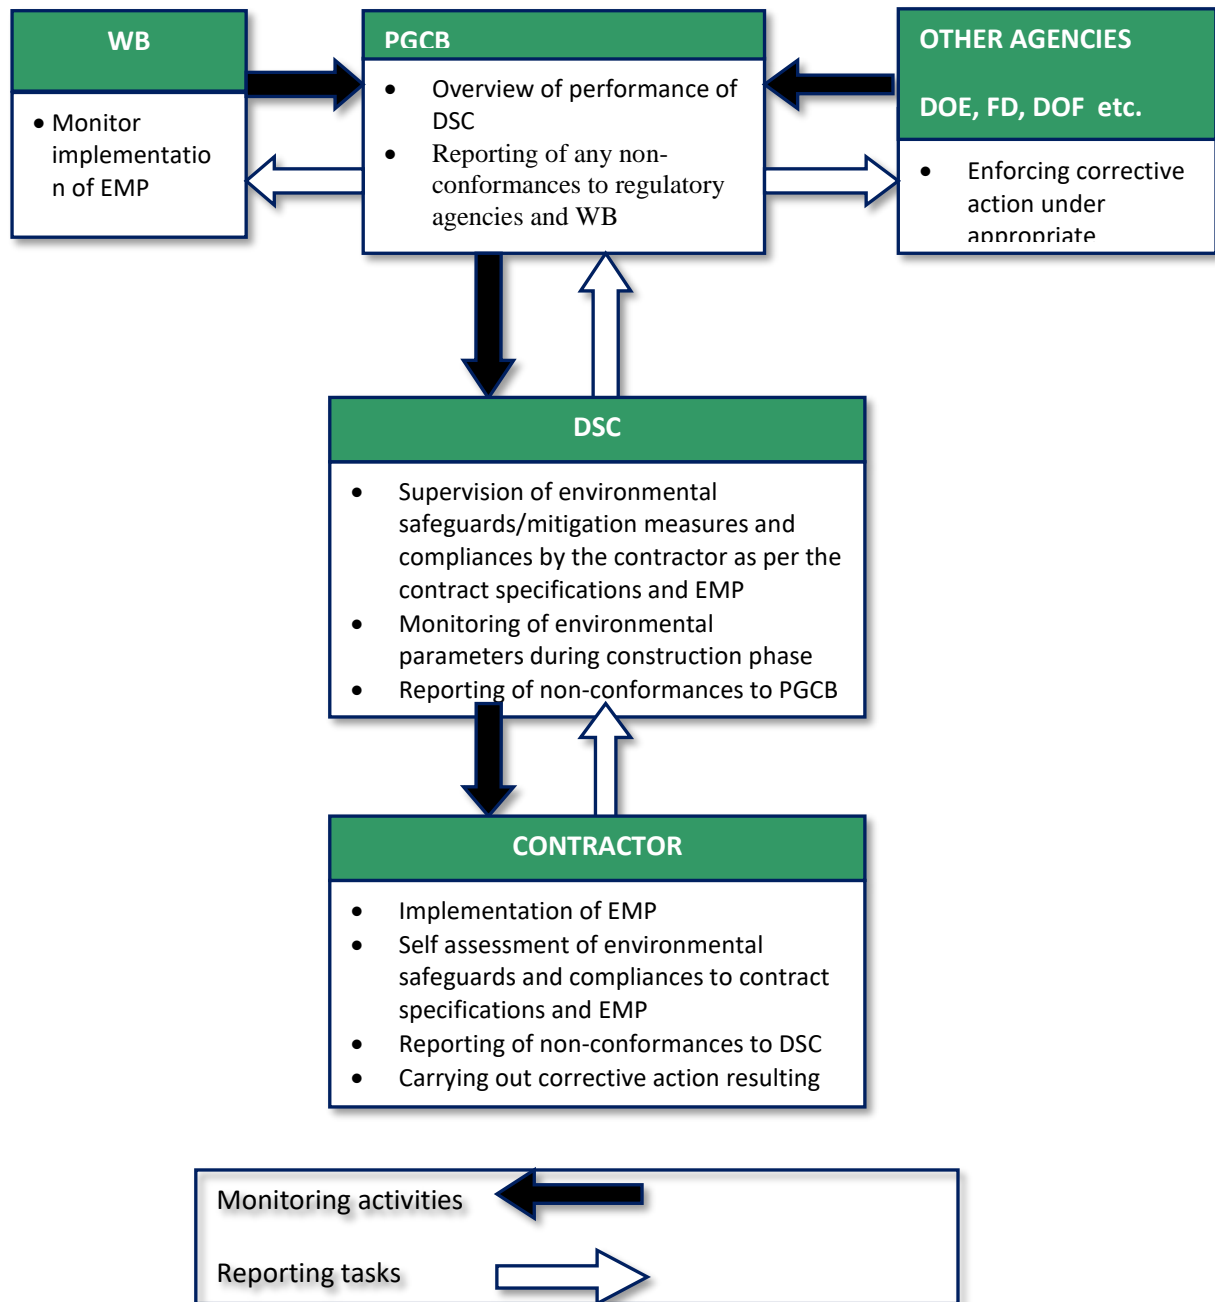 WB
• Monitor
implementatio
n of EMP
PGCB
• Overview of performance of
DSC
• Reporting of any non-
conformances to regulatory
agencies and WB
OTHER AGENCIES
DOE, FD, DOF etc.
• Enforcing corrective
action under
appropriate
DSC
• Supervision of environmental
safeguards/mitigation measures and
compliances by the contractor as per the
contract specifications and EMP
• Monitoring of environmental
parameters during construction phase
• Reporting of non-conformances to PGCB
CONTRACTOR
• Implementation of EMP
• Self assessment of environmental
safeguards and compliances to contract
specifications and EMP
• Reporting of non-conformances to DSC
• Carrying out corrective action resulting
Monitoring activities
Reporting tasks